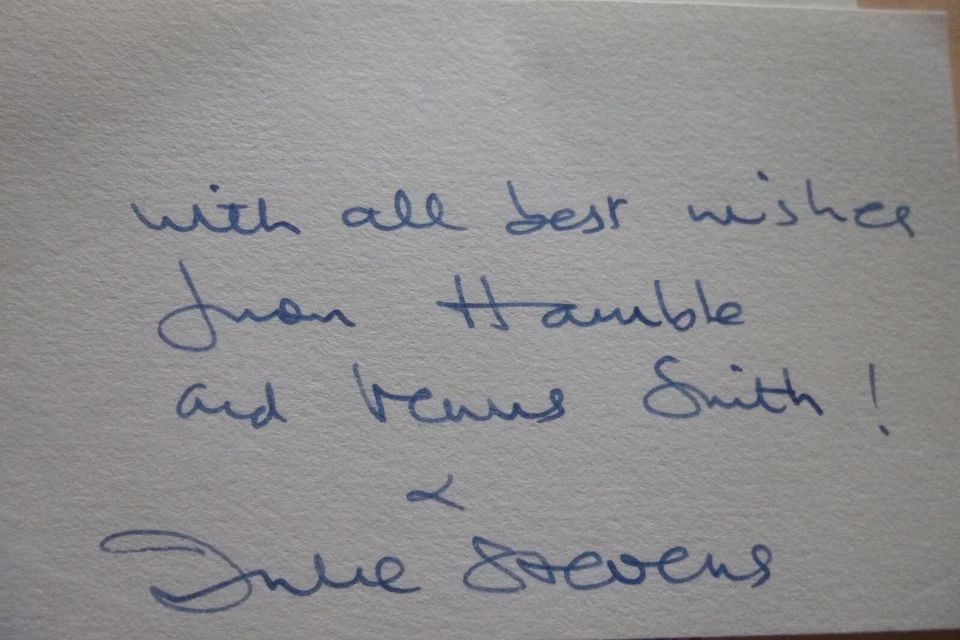 with all best wishes
from Hamble
and Venus Smith !
&
Julie Stevens